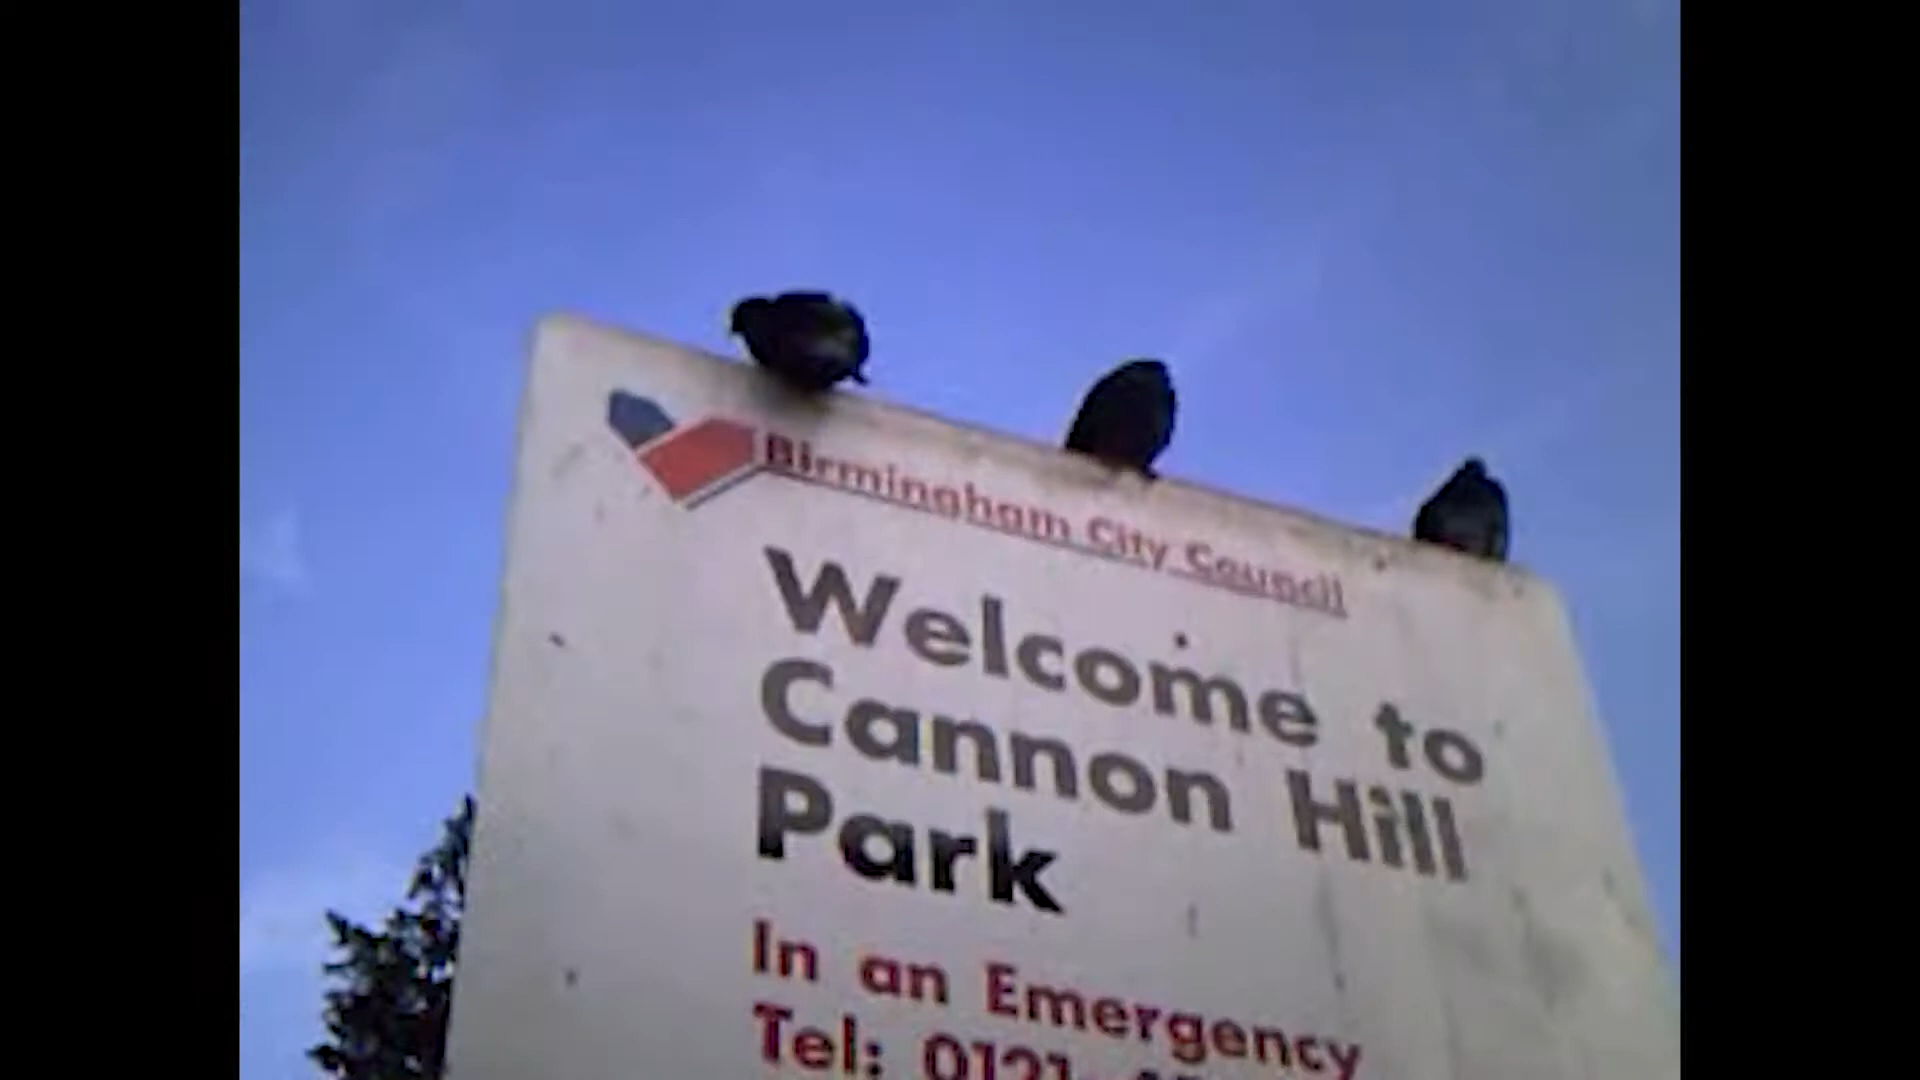 Birmingham City Council
Welcome to
Cannon Hill
Park
In an Emergency
Tel: 0121